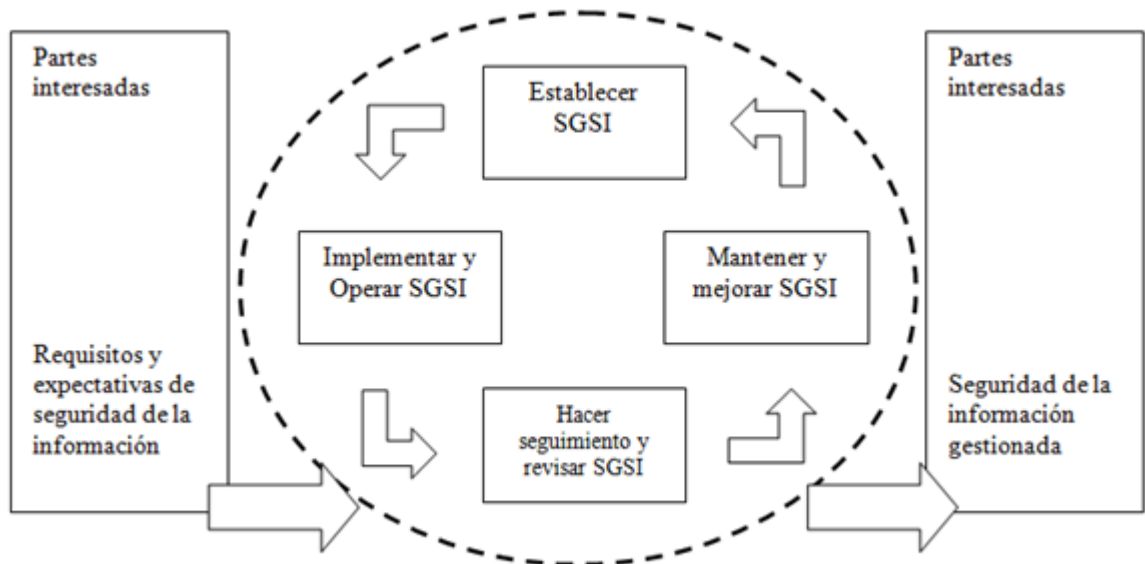 Partes
interesadas
Requisitos y
expectativas de
seguridad de la
información
Establecer
SGSI
Implementar y
Operar SGSI
Mantener y
mejorar SGSI
Hacer
seguimiento y
revisar SGSI
Partes
interesadas
Seguridad de la
información
gestionada